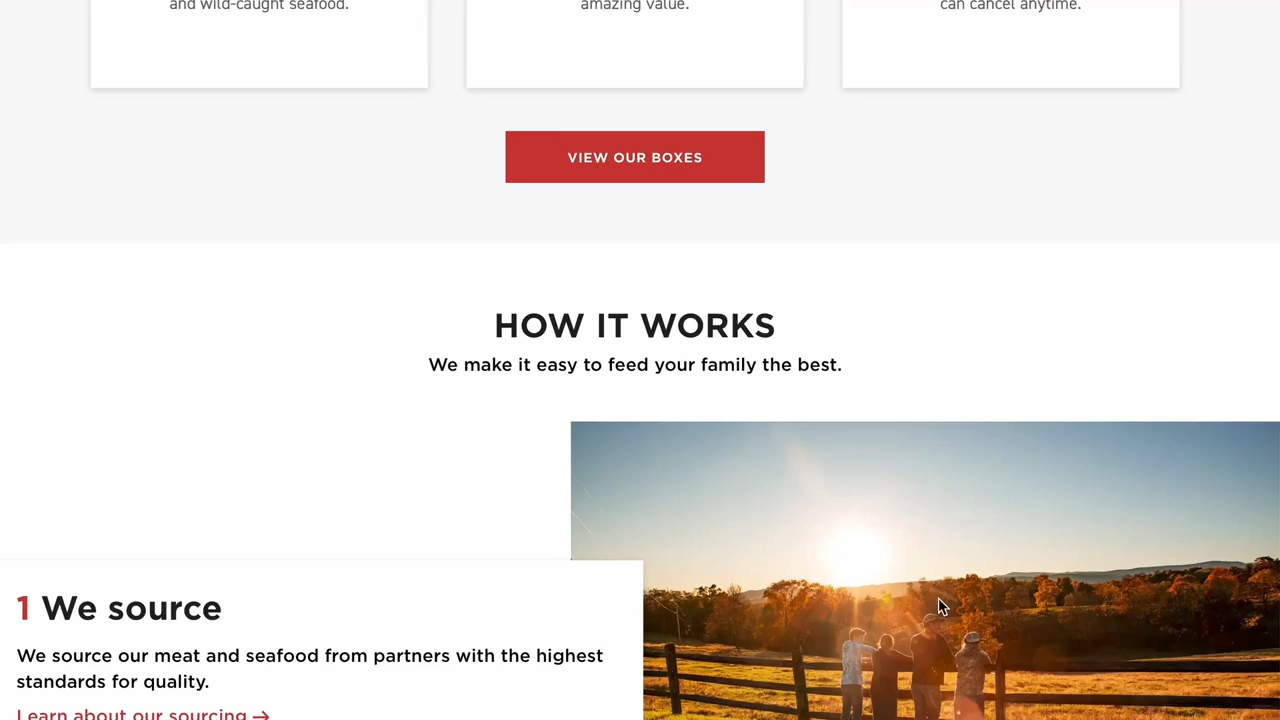 and wild-caught seafood.
amazing value.
can cancel anytime.
VIEW OUR BOXES
HOW IT WORKS
We make it easy to feed your family the best.
1 We source
We source our meat and seafood from partners with the highest
standards for quality.
Learn about our sourcing →